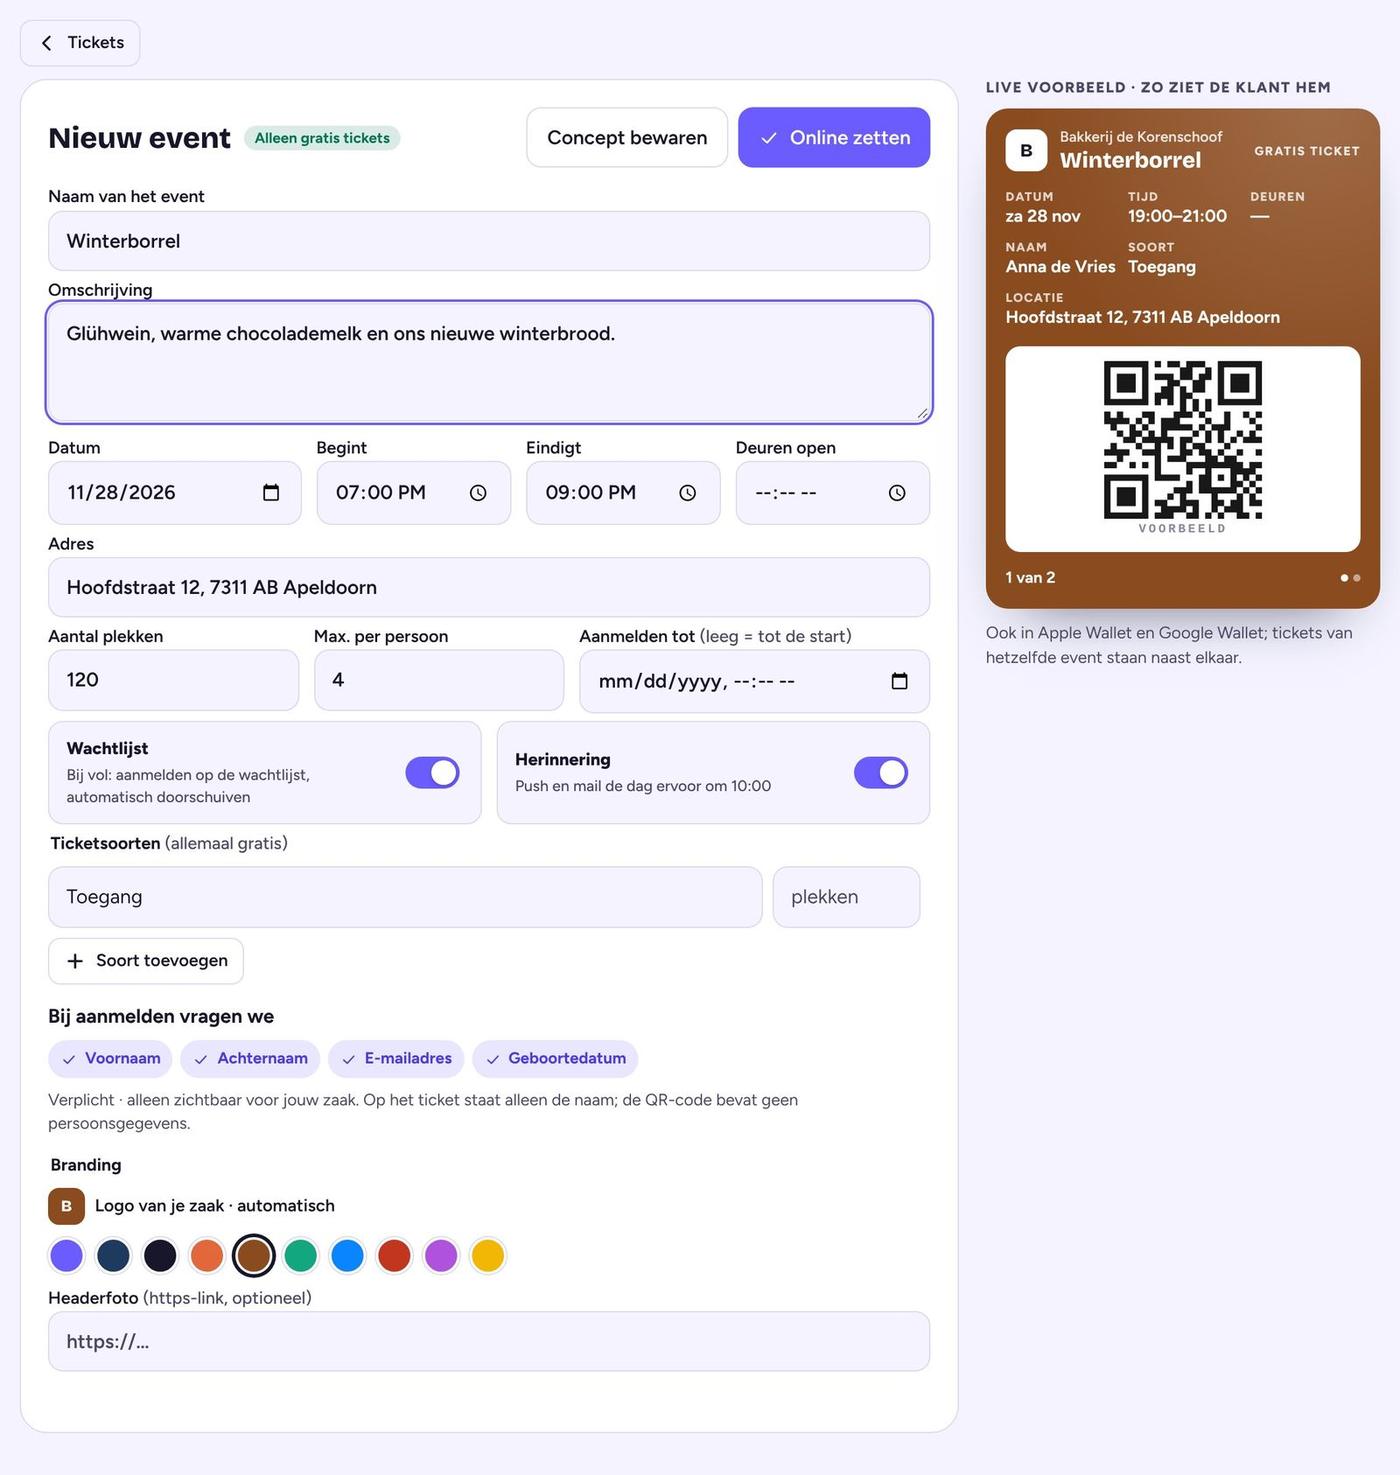 Tickets
Nieuw event
Alleen gratis tickets
Concept bewaren
Online zetten
Naam van het event
Winterborrel
Omschrijving
Glühwein, warme chocolademelk en ons nieuwe winterbrood.
Datum
Begint
Eindigt
Deuren open
11/28/2026
07:00 PM
09:00 PM
--:-- --
Adres
Hoofdstraat 12, 7311 AB Apeldoorn
Aantal plekken
Max. per persoon
Aanmelden tot (leeg = tot de start)
120
4
mm/dd/yyyy, --:-- --
Wachtlijst
Bij vol: aanmelden op de wachtlijst,
automatisch doorschuiven
Herinnering
Push en mail de dag ervoor om 10:00
Ticketsoorten (allemaal gratis)
Toegang
plekken
Soort toevoegen
Bij aanmelden vragen we
Voornaam
Achternaam
E-mailadres
Geboortedatum
Verplicht · alleen zichtbaar voor jouw zaak. Op het ticket staat alleen de naam; de QR-code bevat geen
persoonsgegevens.
Branding
B
Logo van je zaak · automatisch
Headerfoto (https-link, optioneel)
https://...
LIVE VOORBEELD · ZO ZIET DE KLANT HEM
B
Bakkerij de Korenschoof
Winterborrel
GRATIS TICKET
DATUM
TIJD
DEUREN
za 28 nov
19:00–21:00
—
NAAM
SOORT
Anna de Vries
Toegang
LOCATIE
Hoofdstraat 12, 7311 AB Apeldoorn
VOORBEELD
1 van 2
Ook in Apple Wallet en Google Wallet; tickets van
hetzelfde event staan naast elkaar.